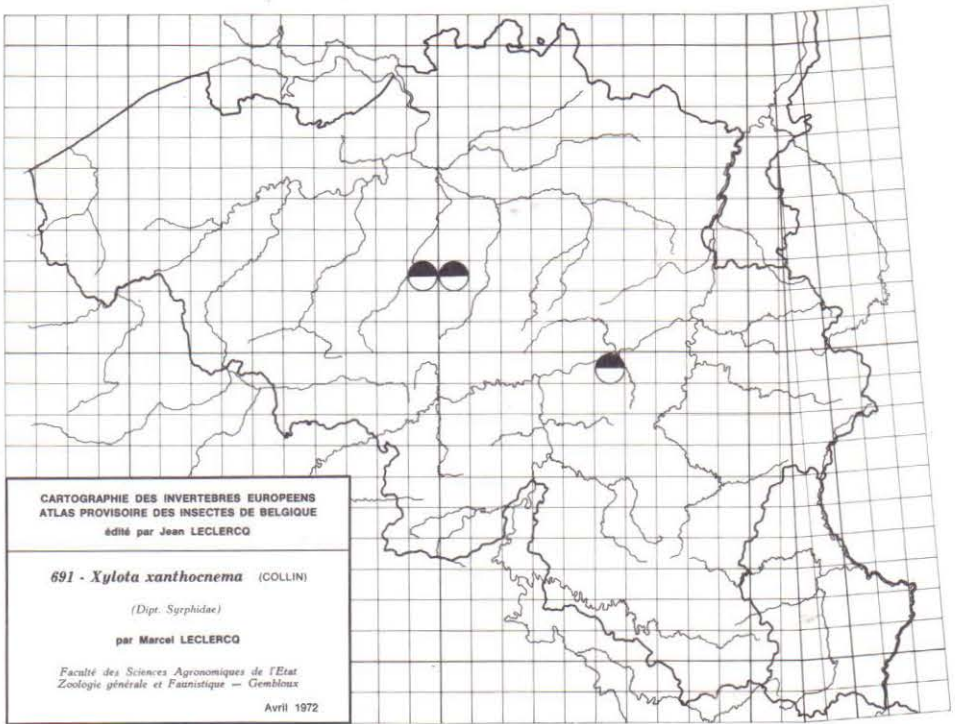 CARTOGRAPHIE DES INVERTEBRES EUROPEENS
ATLAS PROVISOIRE DES INSECTES DE BELGIQUE
édité par Jean LECLERCQ
691 - Xylota xanthocnema (COLLIN)
(Dipt. Syrphidae)
par Marcel LECLERCQ
Faculté des Sciences Agronomiques de l'Etat
Zoologie générale et Faunistique — Gembloux
Avril 1972